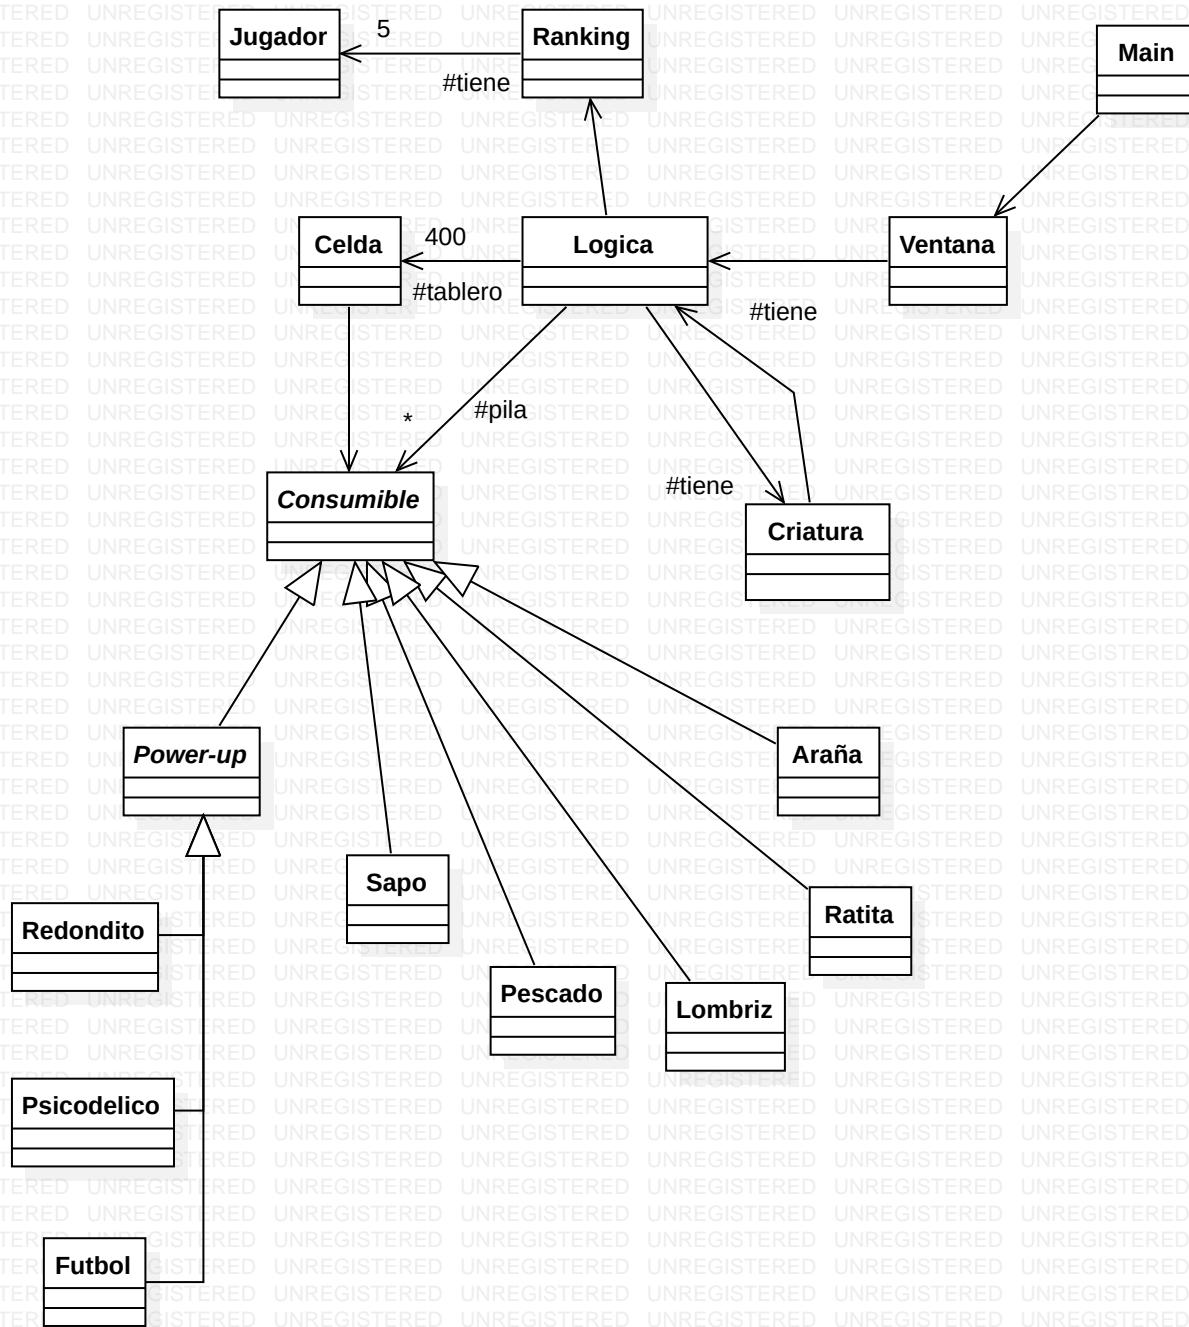 Jugador
5
Ranking
#tiene
Main
Celda
400
#tablero
Logica
Ventana
#tiene
*
#pila
#tiene
Consumible
Criatura
Power-up
Araña
Sapo
Ratita
Redondito
Pescado
Lombriz
Psicodelico
Futbol
UNREGISTERED